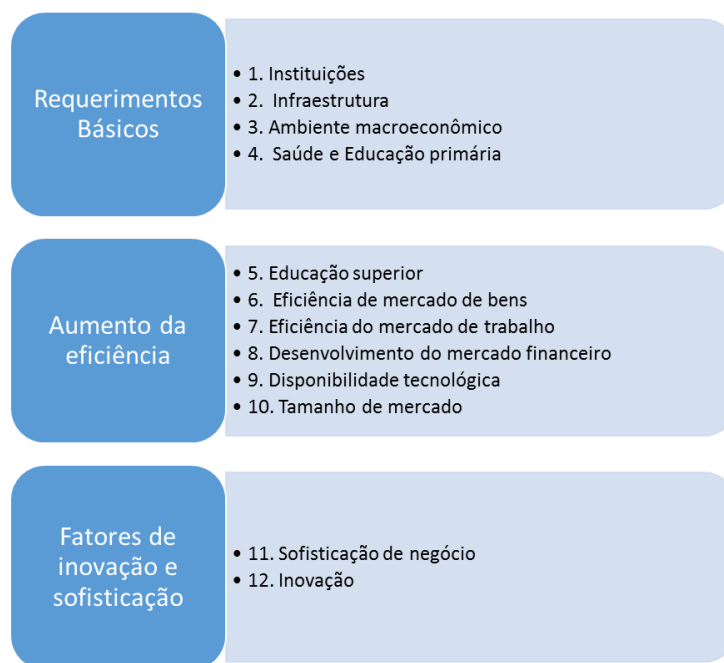 Requerimentos
Básicos
• 1. Instituições
• 2. Infraestrutura
• 3. Ambiente macroeconômico
• 4. Saúde e Educação primária
Aumento da
eficiência
• 5. Educação superior
• 6. Eficiência de mercado de bens
• 7. Eficiência do mercado de trabalho
• 8. Desenvolvimento do mercado financeiro
• 9. Disponibilidade tecnológica
• 10. Tamanho de mercado
Fatores de
inovação e
sofisticação
• 11. Sofisticação de negócio
• 12. Inovação